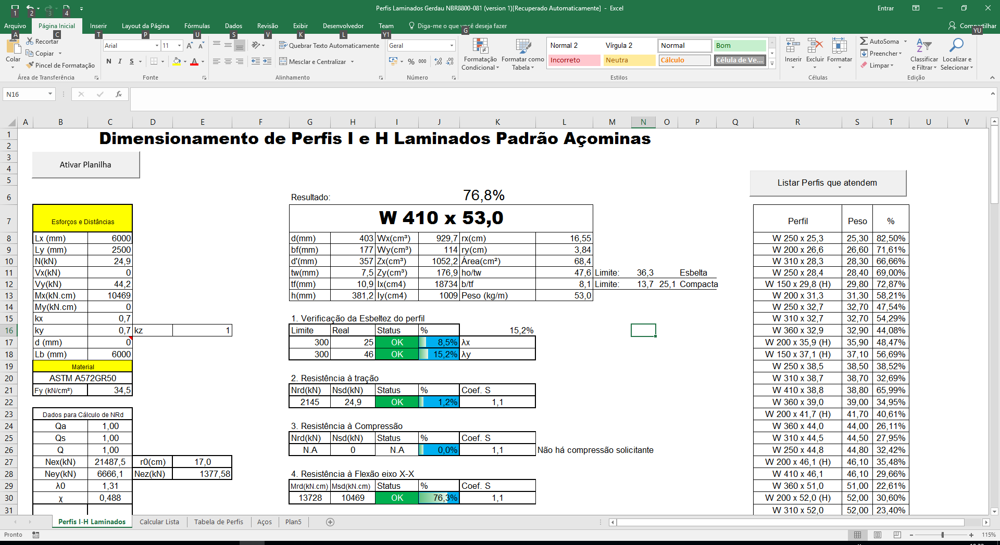 1 2 3 4
Perfis Laminados Gerdau NBR8800-081 (version 1)[Recuperado Automaticamente] - Excel
Entrar
Arquivo Página Inicial Inserir Layout da Página Fórmulas Dados Revisão Exibir Desenvolvedor Team Diga-me o que você deseja fazer Compartilhar
A C T P U S V K L Y1 G YU
Recortar
Copiar
Pincel de Formatação
Colar
Área de Transferência
Arial 11
N I S
Fonte
Quebrar Texto Automaticamente
Mesclar e Centralizar
Alinhamento
Geral
% 000
Número
Formatação Condicional
Formatar como Tabela
Normal 2 Vírgula 2 Normal Bom
Incorreto Neutra Cálculo Célula de Ve...
Estilos
Inserir Excluir Formatar
Células
AutoSoma
Preencher
Limpar
Classificar e Filtrar
Localizar e Selecionar
Edição
N16 fx
A B C D E F G H I J K L M N O P Q R S T U V
1 Dimensionamento de Perfis I e H Laminados Padrão Açominas
2
3 Ativar Planilha
4
5 Listar Perfis que atendem
6 Resultado: 76,8%
7 Esforços e Distâncias W 410 x 53,0 Perfil Peso %
8 Lx (mm) 6000 d(mm) 403 Wx(cm³) 929,7 rx(cm) 16,55 W 250 x 25,3 25,30 82,50%
9 Ly (mm) 2500 bf(mm) 177 Wy(cm³) 114 ry(cm) 3,84 W 200 x 26,6 26,60 71,61%
10 N(kN) 24,9 d'(mm) 357 Zx(cm³) 1052,2 Área(cm²) 68,4 W 310 x 28,3 28,30 66,66%
11 Vx(kN) 0 tw(mm) 7,5 Zy(cm³) 176,9 ho/tw 47,6 Limite: 36,3 Esbelta W 250 x 28,4 28,40 69,00%
12 Vy(kN) 44,2 tf(mm) 10,9 Ix(cm4) 18734 b/tf 8,1 Limite: 13,7 25,1 Compacta W 150 x 29,8 (H) 29,80 72,87%
13 Mx(kN.cm) 10469 h(mm) 381,2 Iy(cm4) 1009 Peso (kg/m) 53,0 W 200 x 31,3 31,30 58,21%
14 My(kN.cm) 0 W 250 x 32,7 32,70 47,54%
15 kx 0,7 1. Verificação da Esbeltez do perfil W 310 x 32,7 32,70 54,29%
16 ky 0,7 kz 1 Limite Real Status % 15,2% W 360 x 32,9 32,90 44,08%
17 d (mm) 0 300 25 OK 8,5% λx W 200 x 35,9 (H) 35,90 48,47%
18 Lb (mm) 6000 300 46 OK 15,2% λy W 150 x 37,1 (H) 37,10 56,69%
19 Material W 250 x 38,5 38,50 38,52%
20 ASTM A572GR50 2. Resistência à tração W 310 x 38,7 38,70 32,69%
21 Fy (kN/cm²) 34,5 Nrd(kN) Nsd(kN) Status % Coef. S W 410 x 38,8 38,80 65,99%
22 2145 24,9 OK 1,2% 1,1 W 360 x 39,0 39,00 34,95%
23 Dados para Cálculo de NRd W 200 x 41,7 (H) 41,70 40,61%
24 Qa 1,00 3. Resistência à Compressão W 360 x 44,0 44,00 26,11%
25 Qs 1,00 Nrd(kN) Nsd(kN) Status % Coef. S W 310 x 44,5 44,50 27,95%
26 Q 1,00 N.A 0 N.A 0,0% 1,1 Não há compressão solicitante W 250 x 44,8 44,80 32,42%
27 Nex(kN) 21487,5 r0(cm) 17,0 W 200 x 46,1 (H) 46,10 35,48%
28 Ney(kN) 6666,1 Nez(kN) 1377,58 4. Resistência à Flexão eixo X-X W 410 x 46,1 46,10 29,66%
29 λ0 1,31 Mrd(kN.cm) Msd(kN.cm) Status % Coef. S W 360 x 51,0 51,00 22,61%
30 χ 0,488 13728 10469 OK 76,3% 1,1 W 200 x 52,0 (H) 52,00 30,60%
31 W 310 x 52,0 52,00 23,40%
Perfis I-H Laminados Calcular Lista Tabela de Perfis Aços Plan5
Pronto 115%